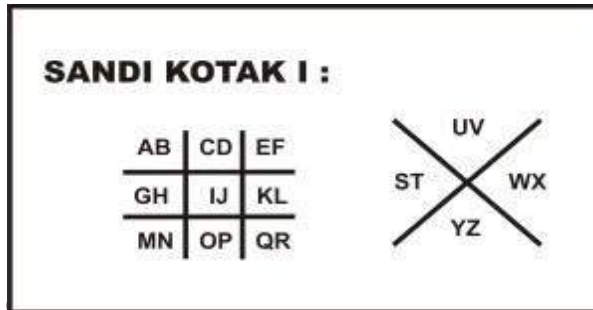 SANDI KOTAK I :
AB CD EF
GH IJ KL
MN OP QR
UV
ST WX
YZ